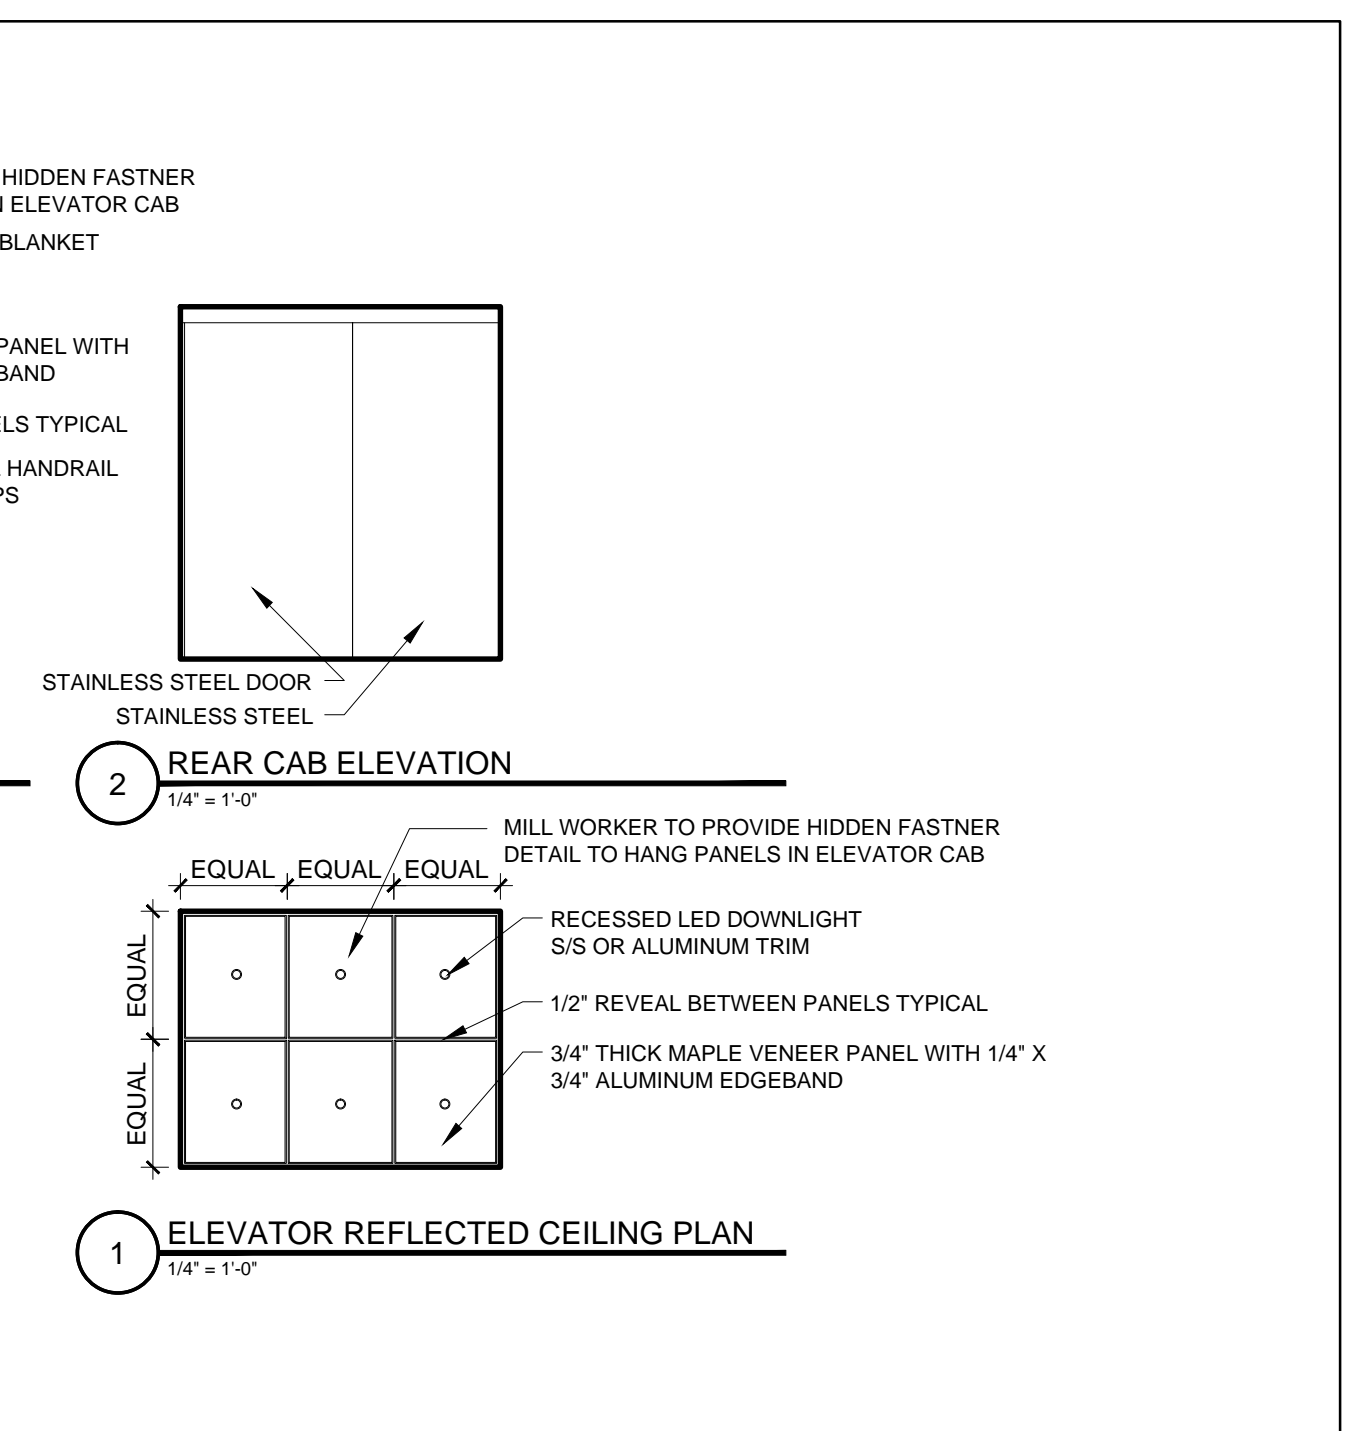 HIDDEN FASTNER
ELEVATOR CAB
BLANKET
PANEL WITH
BAND
TYPICAL
HANDRAIL
STAINLESS STEEL DOOR
STAINLESS STEEL
2
REAR CAB ELEVATION
1/4" = 1'-0"
MILL WORKER TO PROVIDE HIDDEN FASTNER
DETAIL TO HANG PANELS IN ELEVATOR CAB
EQUAL EQUAL EQUAL
RECESSED LED DOWNLIGHT
S/S OR ALUMINUM TRIM
EQUAL
1/2" REVEAL BETWEEN PANELS TYPICAL
3/4" THICK MAPLE VENEER PANEL WITH 1/4" X
3/4" ALUMINUM EDGEBAND
EQUAL
1
ELEVATOR REFLECTED CEILING PLAN
1/4" = 1'-0"